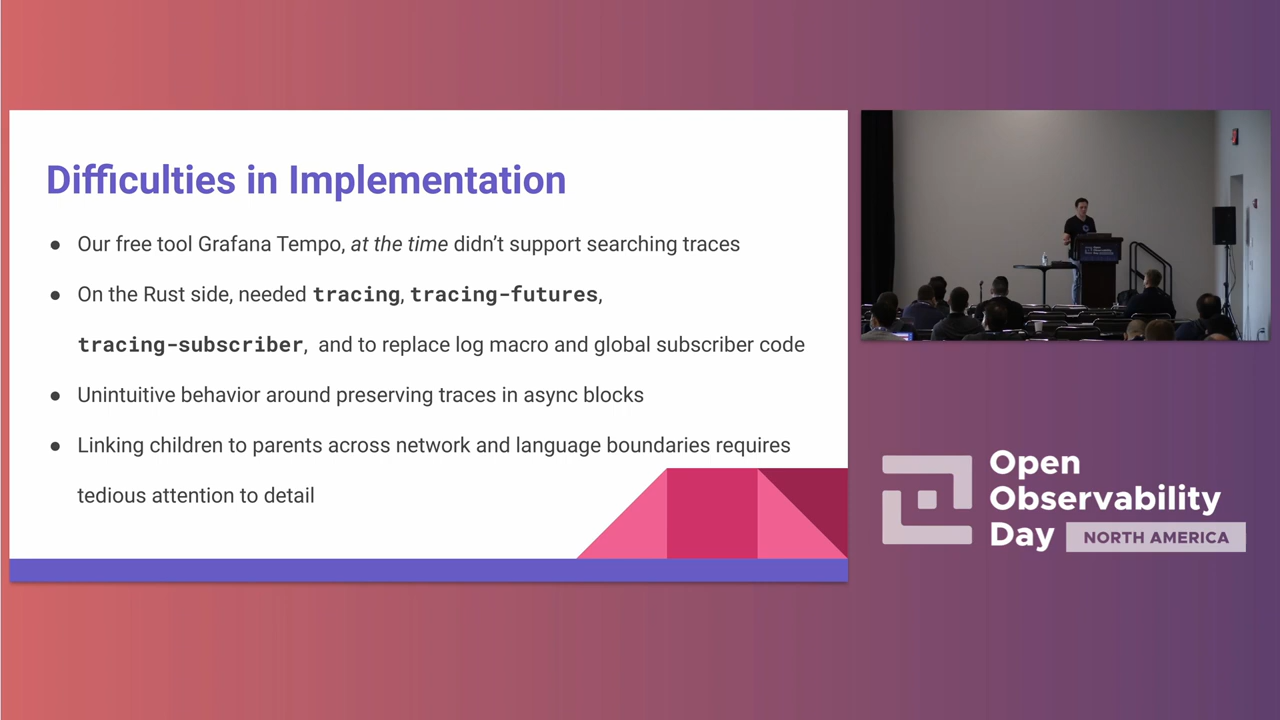 Difficulties in Implementation
● Our free tool Grafana Tempo, at the time didn’t support searching traces
● On the Rust side, needed tracing, tracing-futures,
tracing-subscriber, and to replace log macro and global subscriber code
● Unintuitive behavior around preserving traces in async blocks
● Linking children to parents across network and language boundaries requires
tedious attention to detail
Open
Observability
Day NORTH AMERICA